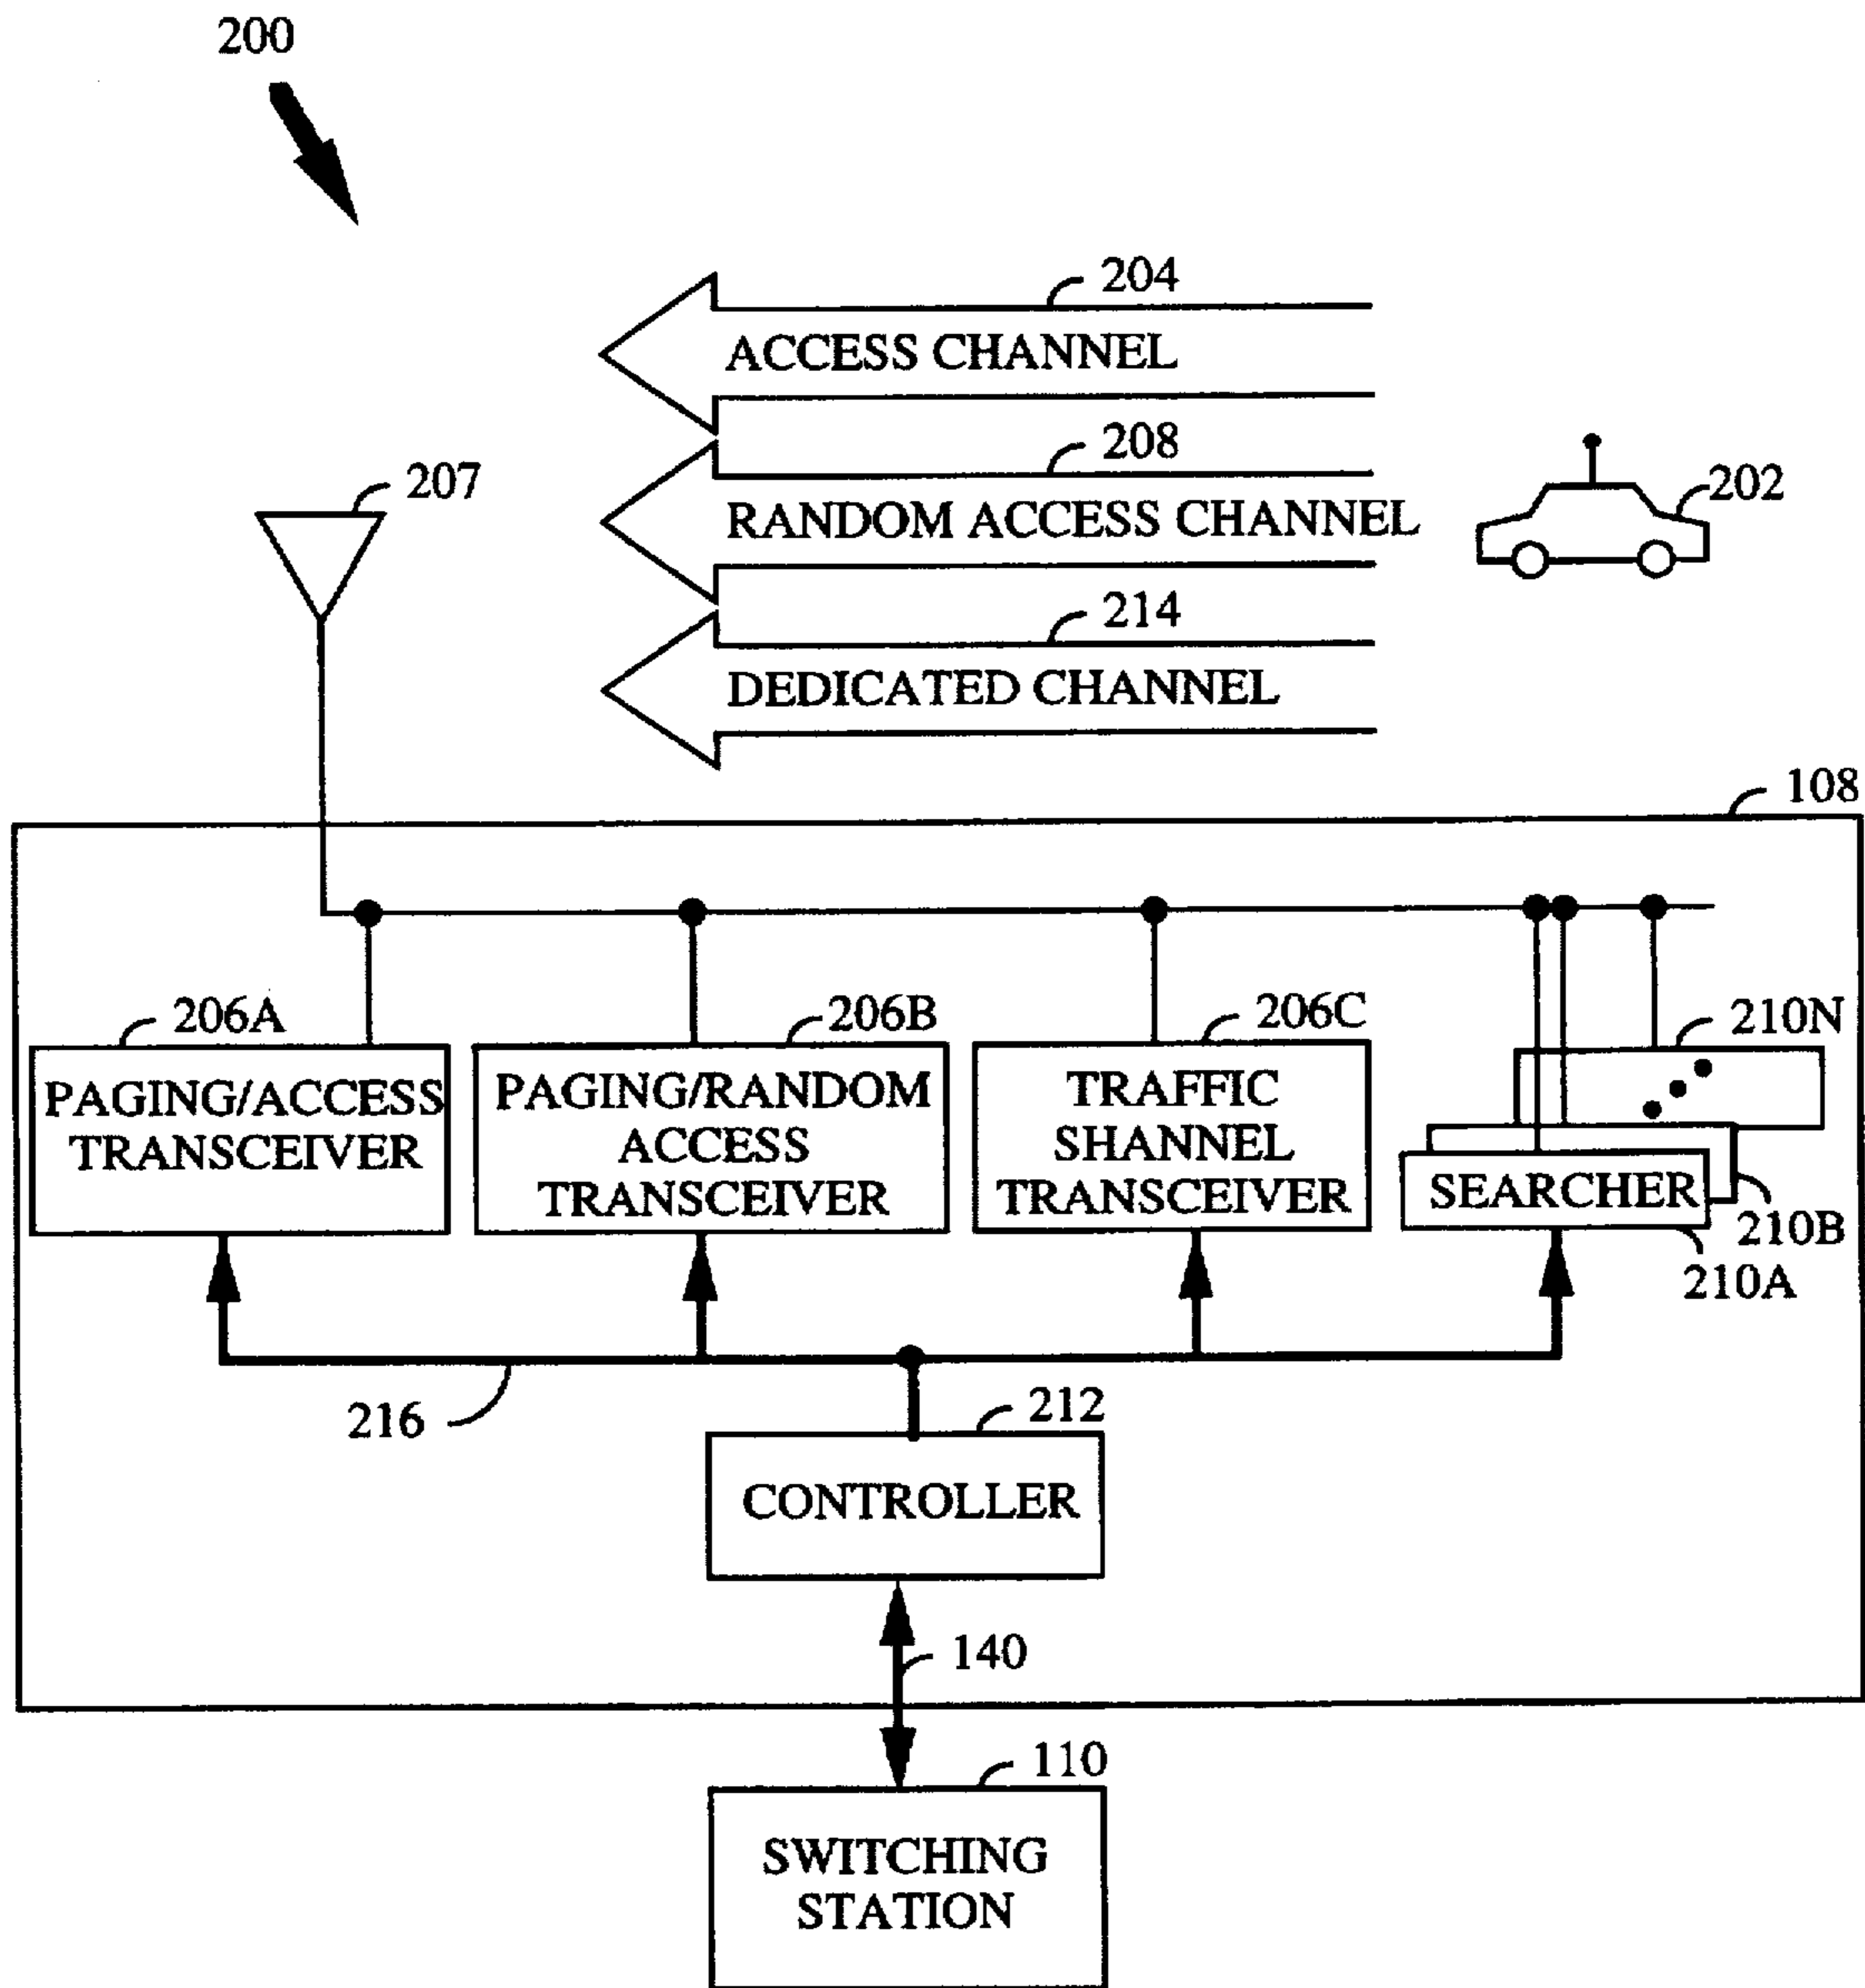 200
204
ACCESS CHANNEL
208
RANDOM ACCESS CHANNEL
202
207
214
DEDICATED CHANNEL
108
206A
206B
206C
210N
PAGING/ACCESS
TRANSCEIVER
PAGING/RANDOM
ACCESS
TRANSCEIVER
TRAFFIC
SHANNEL
TRANSCEIVER
SEARCHER
210B
210A
216
212
CONTROLLER
140
110
SWITCHING
STATION